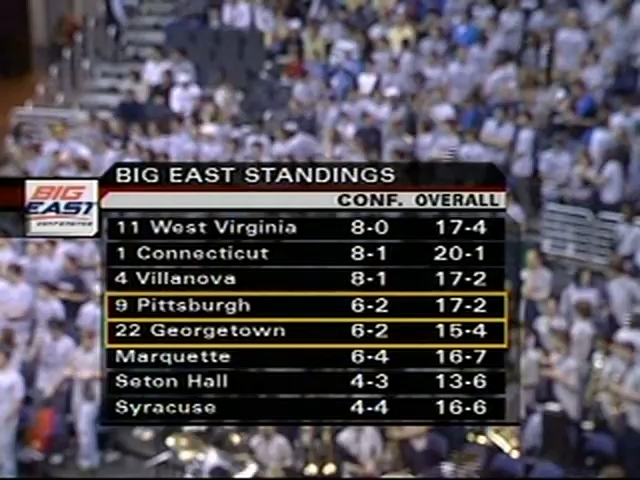 BIG EAST STANDINGS
BIG
EAST
CONFERENCE
CONF. OVERALL
11 West Virginia 8-0 17-4
1 Connecticut 8-1 20-1
4 Villanova 8-1 17-2
9 Pittsburgh 6-2 17-2
22 Georgetown 6-2 15-4
Marquette 6-4 16-7
Seton Hall 4-3 13-6
Syracuse 4-4 16-6